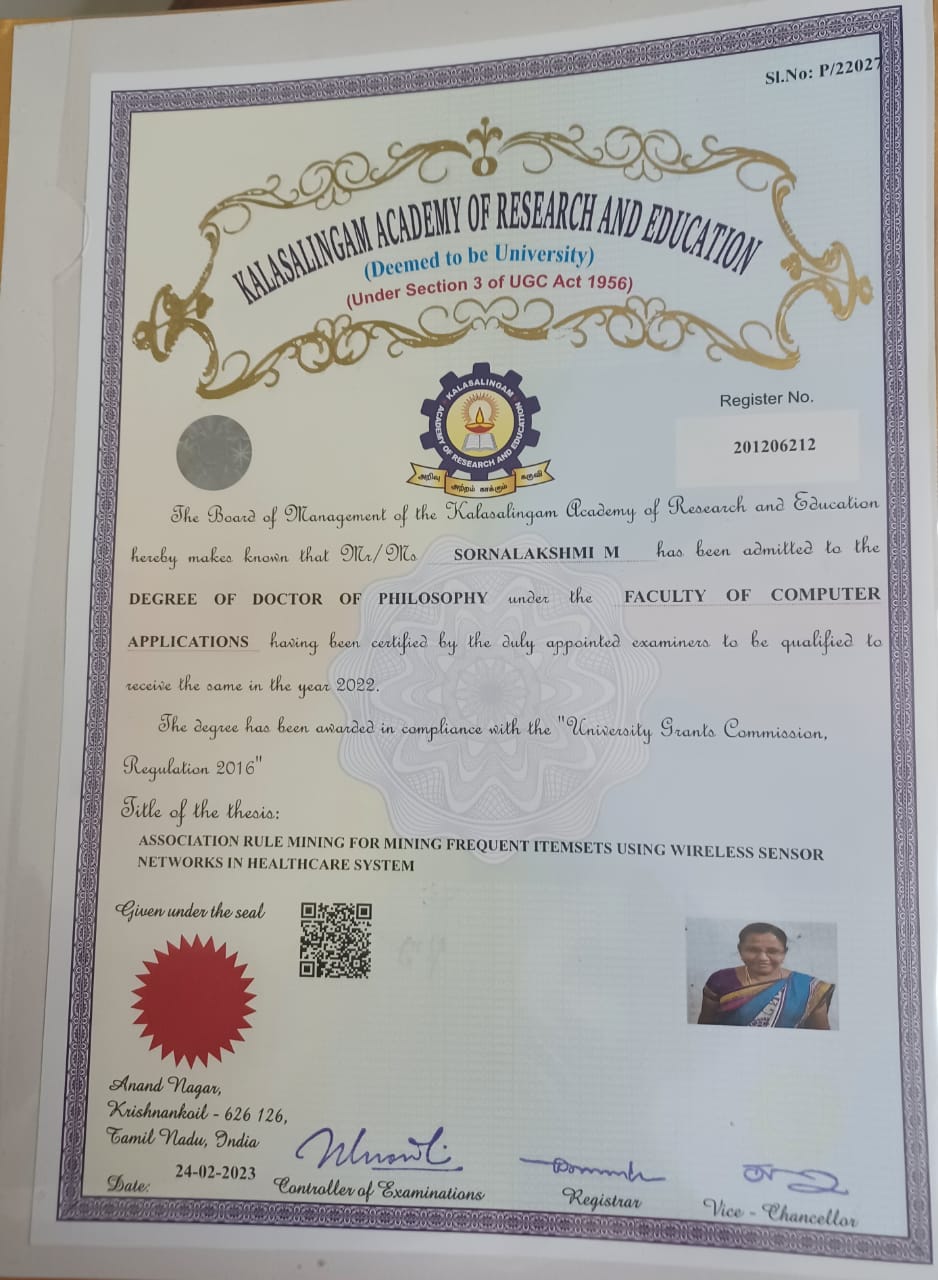 Sl.No: P/22027
KALASALINGAM ACADEMY OF RESEARCH AND EDUCATION
(Deemed to be University)
(Under Section 3 of UGC Act 1956)
KALASALINGAM ACADEMY OF RESEARCH AND EDUCATION
அறிவு அற்றம் காக்கும் கருவி
Register No.
201206212
The Board of Management of the Kalasalingam Academy of Research and Education
hereby makes known that Mr/Ms SORNALAKSHMI M has been admitted to the
DEGREE OF DOCTOR OF PHILOSOPHY under the FACULTY OF COMPUTER
APPLICATIONS having been certified by the duly appointed examiners to be qualified to
receive the same in the year 2022.
The degree has been awarded in compliance with the "University Grants Commission,
Regulation 2016"
Title of the thesis:
ASSOCIATION RULE MINING FOR MINING FREQUENT ITEMSETS USING WIRELESS SENSOR
NETWORKS IN HEALTHCARE SYSTEM
Given under the seal
Anand Nagar,
Krishnankoil - 626 126,
Tamil Nadu, India
Date: 24-02-2023
Controller of Examinations
Registrar
Vice - Chancellor